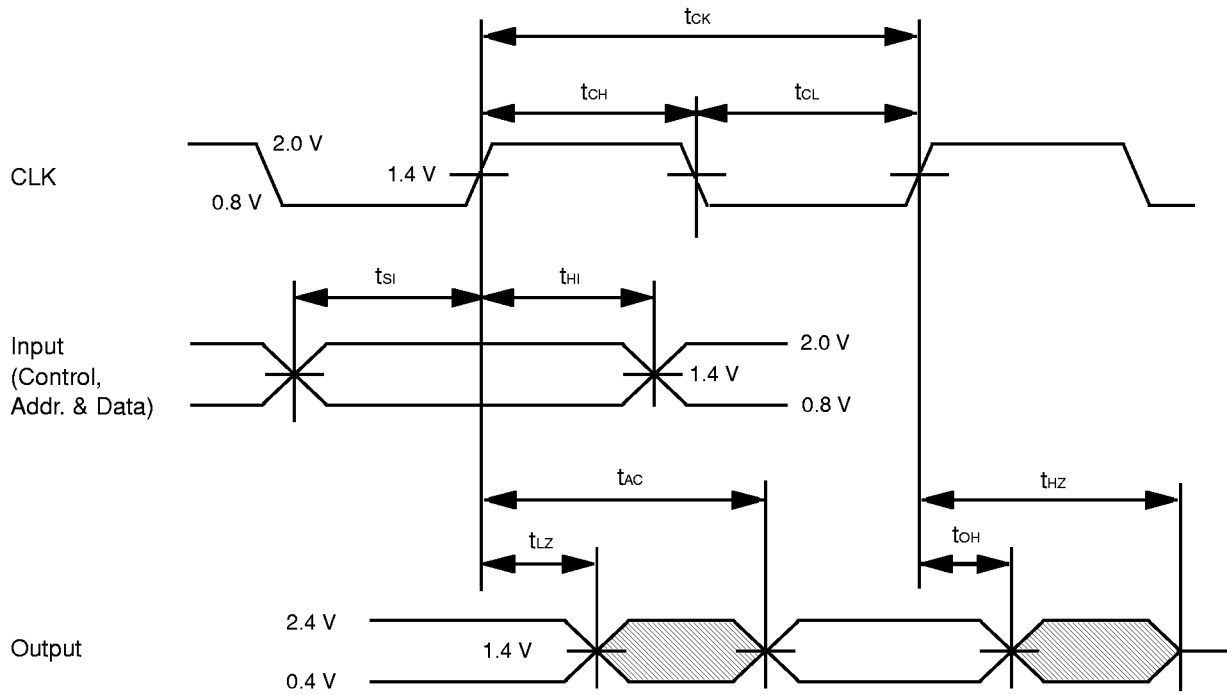 tCK
tCH
tCL
CLK
2.0 V
1.4 V
0.8 V
tSI
tHI
Input
(Control,
Addr. & Data)
2.0 V
1.4 V
0.8 V
tAC
tHZ
tLZ
tOH
Output
2.4 V
1.4 V
0.4 V